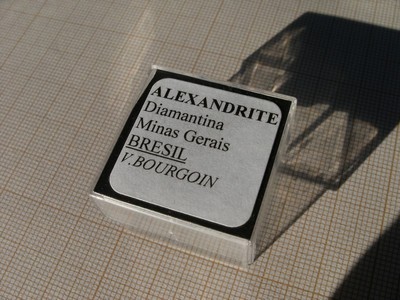 ALEXANDRITE
Diamantina
Minas Gerais
BRESIL
V.BOURGOIN